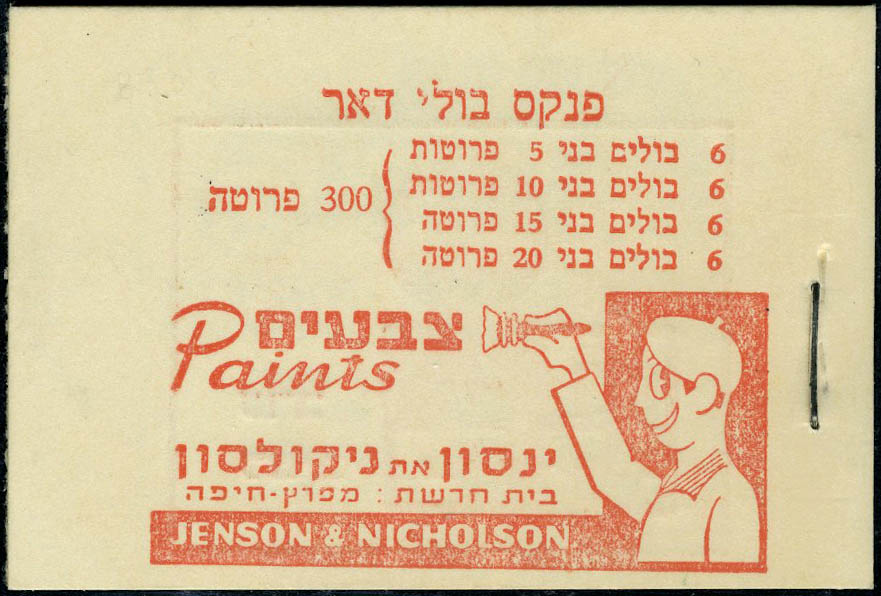 פנקס בולי דאר
6 בולים בני 5 פרוטות
6 בולים בני 10 פרוטות
6 בולים בני 15 פרוטה
6 בולים בני 20 פרוטה
300 פרוטה
צבעים
Paints
ינסון את ניקולסון
בית חרשת : מפרץ-חיפה
JENSON & NICHOLSON